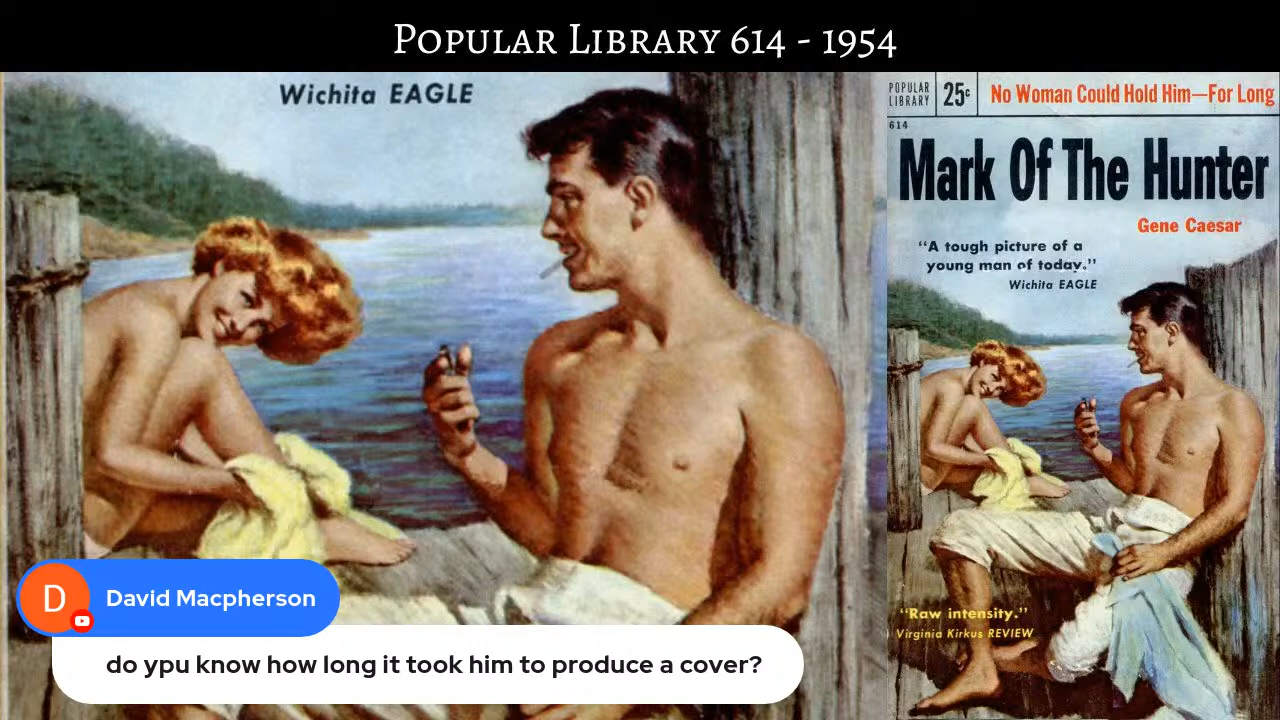 Popular Library 614 - 1954
Wichita EAGLE
POPULAR
LIBRARY
25¢
No Woman Could Hold Him—For Long
614
Mark Of The Hunter
Gene Caesar
“A tough picture of a
young man of today.”
Wichita EAGLE
“Raw intensity.”
Virginia Kirkus REVIEW
D
David Macpherson
do ypu know how long it took him to produce a cover?